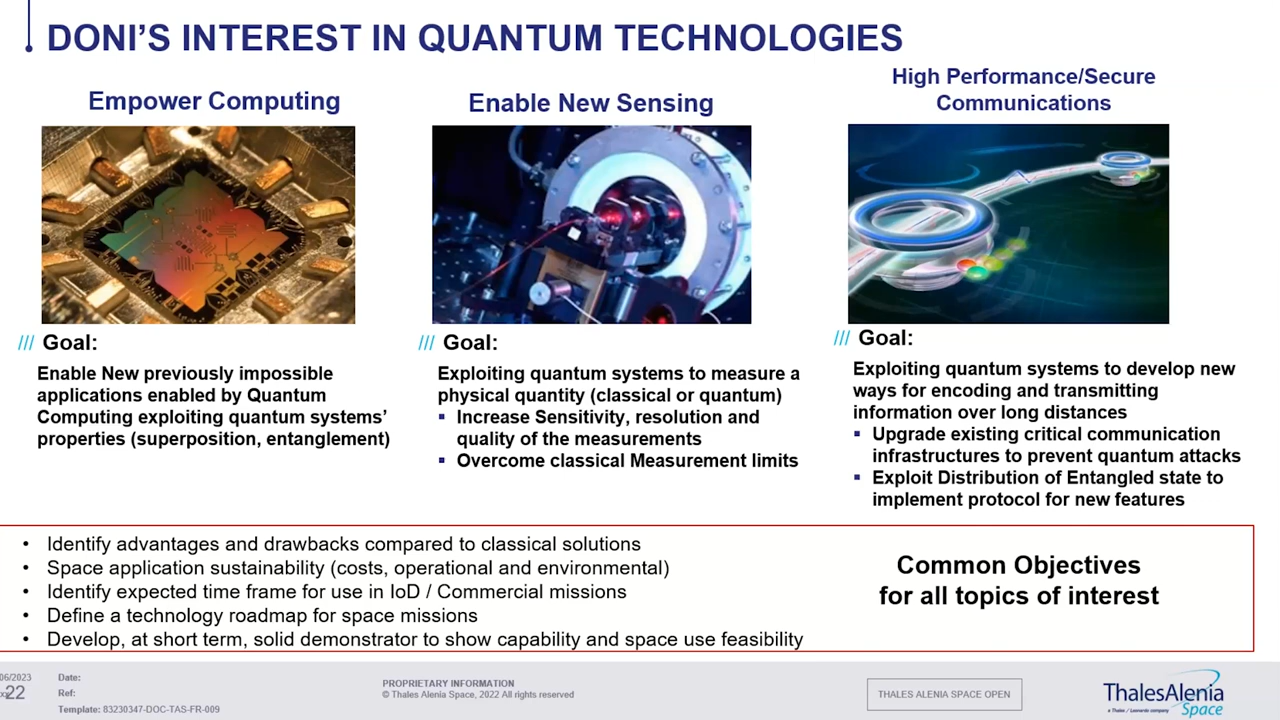 DONI'S INTEREST IN QUANTUM TECHNOLOGIES
Empower Computing
/// Goal:
Enable New previously impossible
applications enabled by Quantum
Computing exploiting quantum systems'
properties (superposition, entanglement)
Enable New Sensing
/// Goal:
Exploiting quantum systems to measure a
physical quantity (classical or quantum)
▪ Increase Sensitivity, resolution and
quality of the measurements
▪ Overcome classical Measurement limits
High Performance/Secure
Communications
/// Goal:
Exploiting quantum systems to develop new
ways for encoding and transmitting
information over long distances
▪ Upgrade existing critical communication
infrastructures to prevent quantum attacks
▪ Exploit Distribution of Entangled state to
implement protocol for new features
• Identify advantages and drawbacks compared to classical solutions
• Space application sustainability (costs, operational and environmental)
• Identify expected time frame for use in IoD / Commercial missions
• Define a technology roadmap for space missions
• Develop, at short term, solid demonstrator to show capability and space use feasibility
Common Objectives
for all topics of interest
06/2023
22
Date:
Ref:
Template: 83230347-DOC-TAS-FR-009
PROPRIETARY INFORMATION
© Thales Alenia Space, 2022 All rights reserved
THALES ALENIA SPACE OPEN
ThalesAlenia
a Thales / Leonardo company
Space